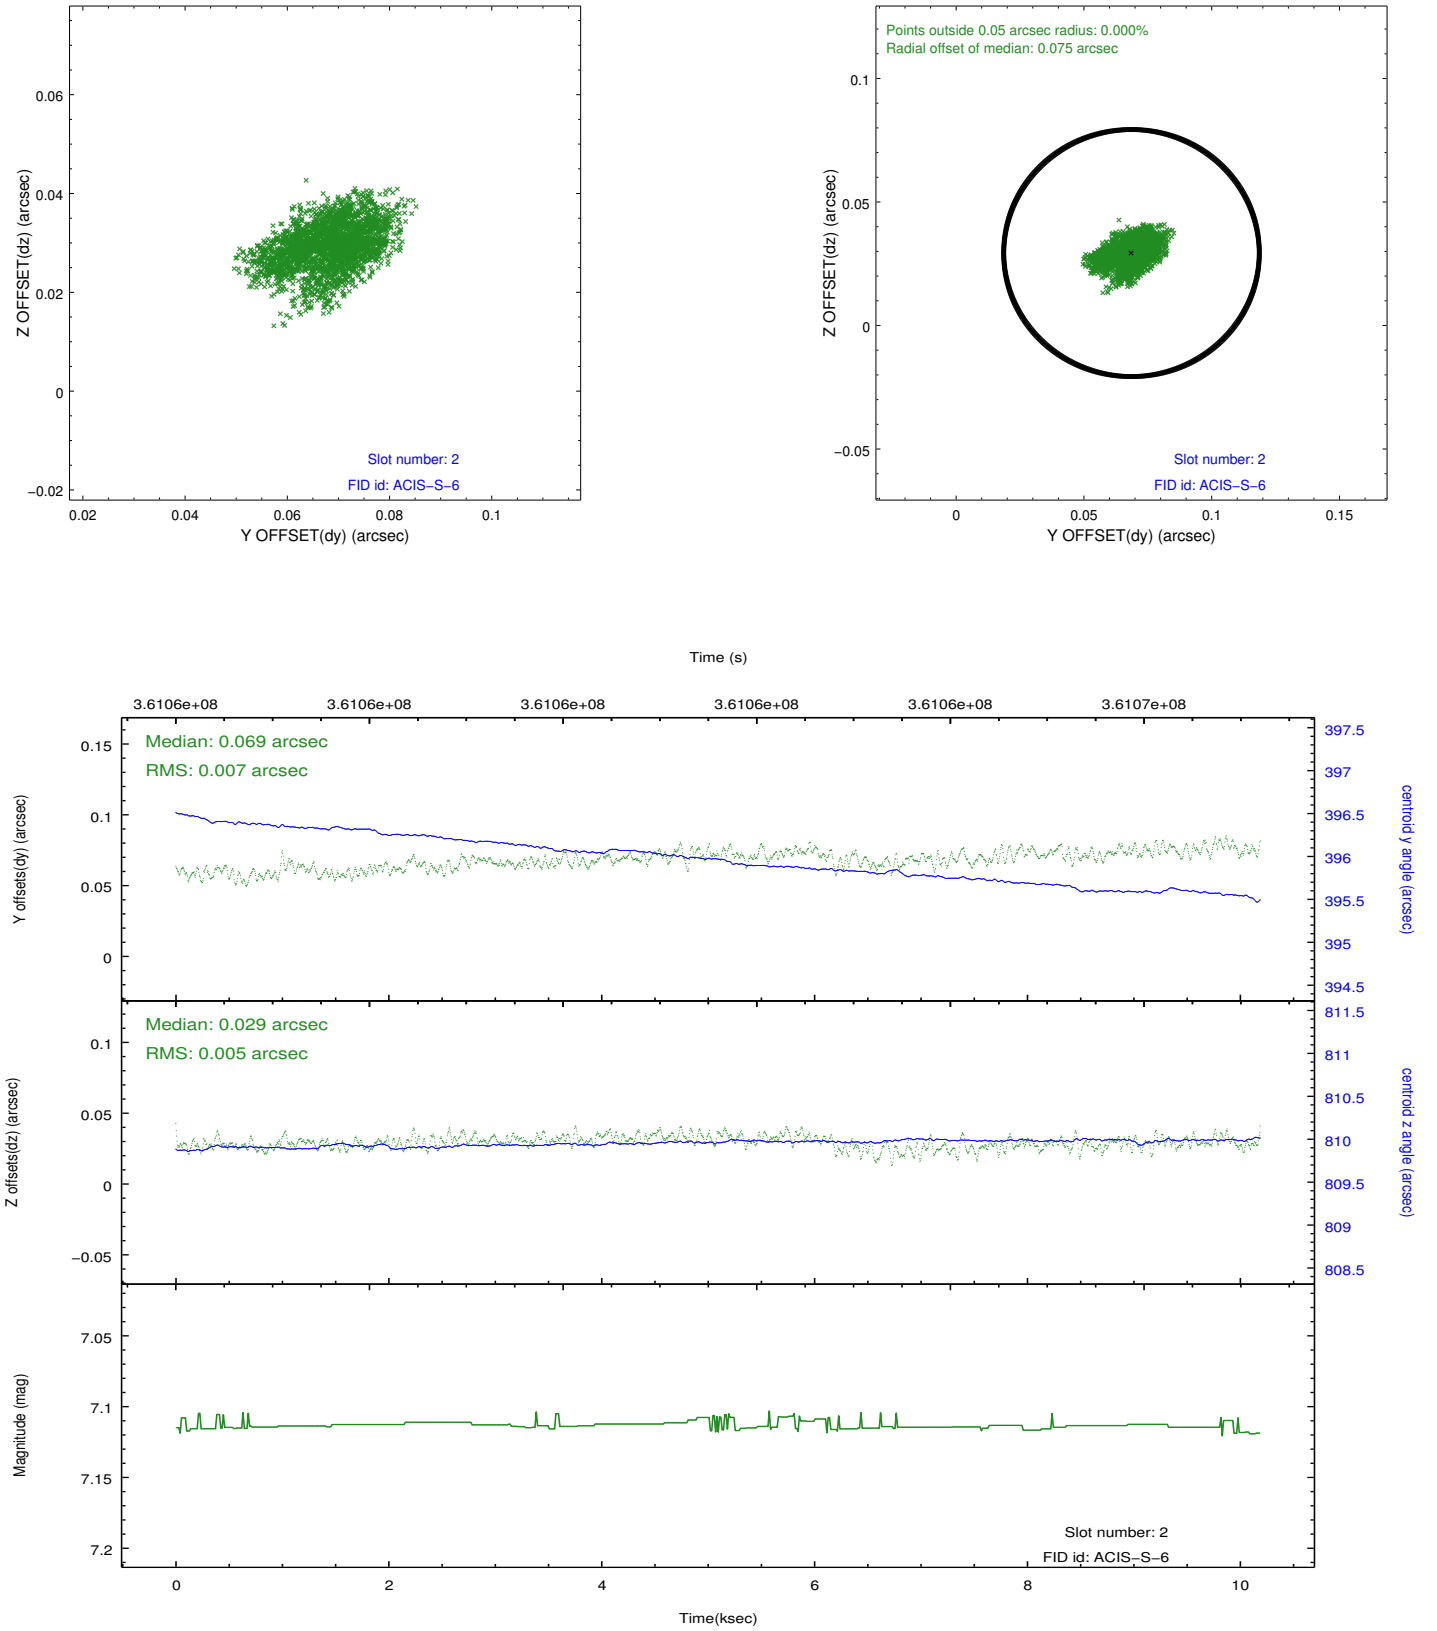 0.06
0.04
0.02
0
−0.02
Z OFFSET(dz) (arcsec)
Slot number: 2
FID id: ACIS−S−6
0.02 0.04 0.06 0.08 0.1
Y OFFSET(dy) (arcsec)
Points outside 0.05 arcsec radius: 0.000%
Radial offset of median: 0.075 arcsec
0.1
0.05
0
−0.05
Z OFFSET(dz) (arcsec)
Slot number: 2
FID id: ACIS−S−6
0 0.05 0.1 0.15
Y OFFSET(dy) (arcsec)
Time (s)
3.6106e+08 3.6106e+08 3.6106e+08 3.6106e+08 3.6106e+08 3.6107e+08
Median: 0.069 arcsec
RMS: 0.007 arcsec
0.15
0.1
0.05
0
Y offsets(dy) (arcsec)
397.5
397
396.5
396
395.5
395
394.5
centroid y angle (arcsec)
Median: 0.029 arcsec
RMS: 0.005 arcsec
0.1
0.05
0
−0.05
Z offsets(dz) (arcsec)
811.5
811
810.5
810
809.5
809
808.5
centroid z angle (arcsec)
7.05
7.1
7.15
7.2
Magnitude (mag)
Slot number: 2
FID id: ACIS−S−6
0 2 4 6 8 10
Time(ksec)